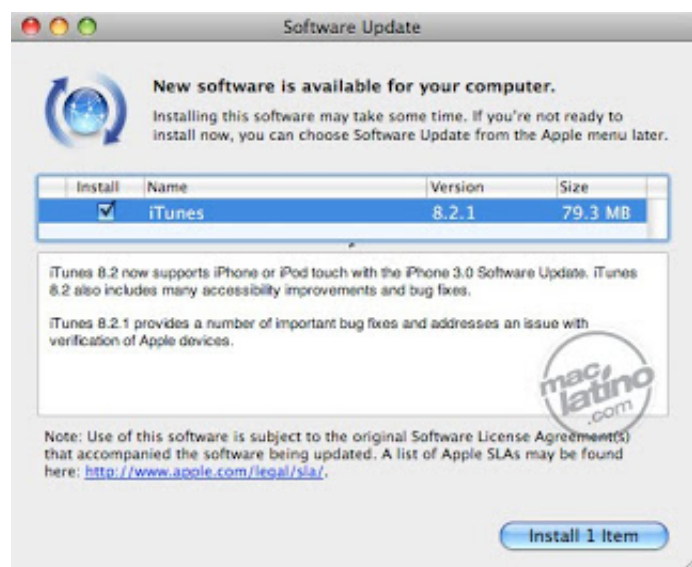 Software Update
New software is available for your computer.
Installing this software may take some time. If you're not ready to
install now, you can choose Software Update from the Apple menu later.
Install Name Version Size
iTunes 8.2.1 79.3 MB
iTunes 8.2 now supports iPhone or iPod touch with the iPhone 3.0 Software Update. iTunes
8.2 also includes many accessibility improvements and bug fixes.
iTunes 8.2.1 provides a number of important bug fixes and addresses an issue with
verification of Apple devices.
mac
latino
.com
Note: Use of this software is subject to the original Software License Agreement(s)
that accompanied the software being updated. A list of Apple SLAs may be found
here: http://www.apple.com/legal/sla/.
Install 1 Item